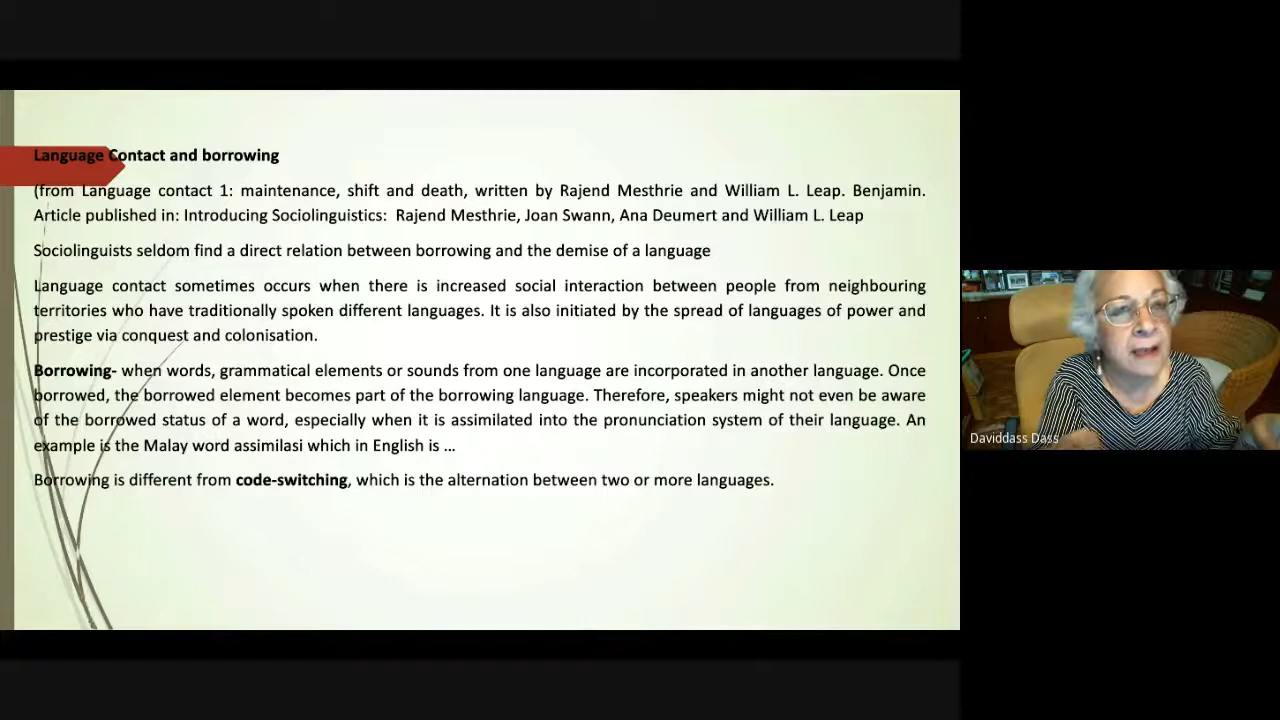 Language Contact and borrowing
(from Language contact 1: maintenance, shift and death, written by Rajend Mesthrie and William L. Leap. Benjamin.
Article published in: Introducing Sociolinguistics: Rajend Mesthrie, Joan Swann, Ana Deumert and William L. Leap
Sociolinguists seldom find a direct relation between borrowing and the demise of a language
Language contact sometimes occurs when there is increased social interaction between people from neighbouring
territories who have traditionally spoken different languages. It is also initiated by the spread of languages of power and
prestige via conquest and colonisation.
Borrowing- when words, grammatical elements or sounds from one language are incorporated in another language. Once
borrowed, the borrowed element becomes part of the borrowing language. Therefore, speakers might not even be aware
of the borrowed status of a word, especially when it is assimilated into the pronunciation system of their language. An
example is the Malay word assimilasi which in English is …
Borrowing is different from code-switching, which is the alternation between two or more languages.
Daviddass Dass